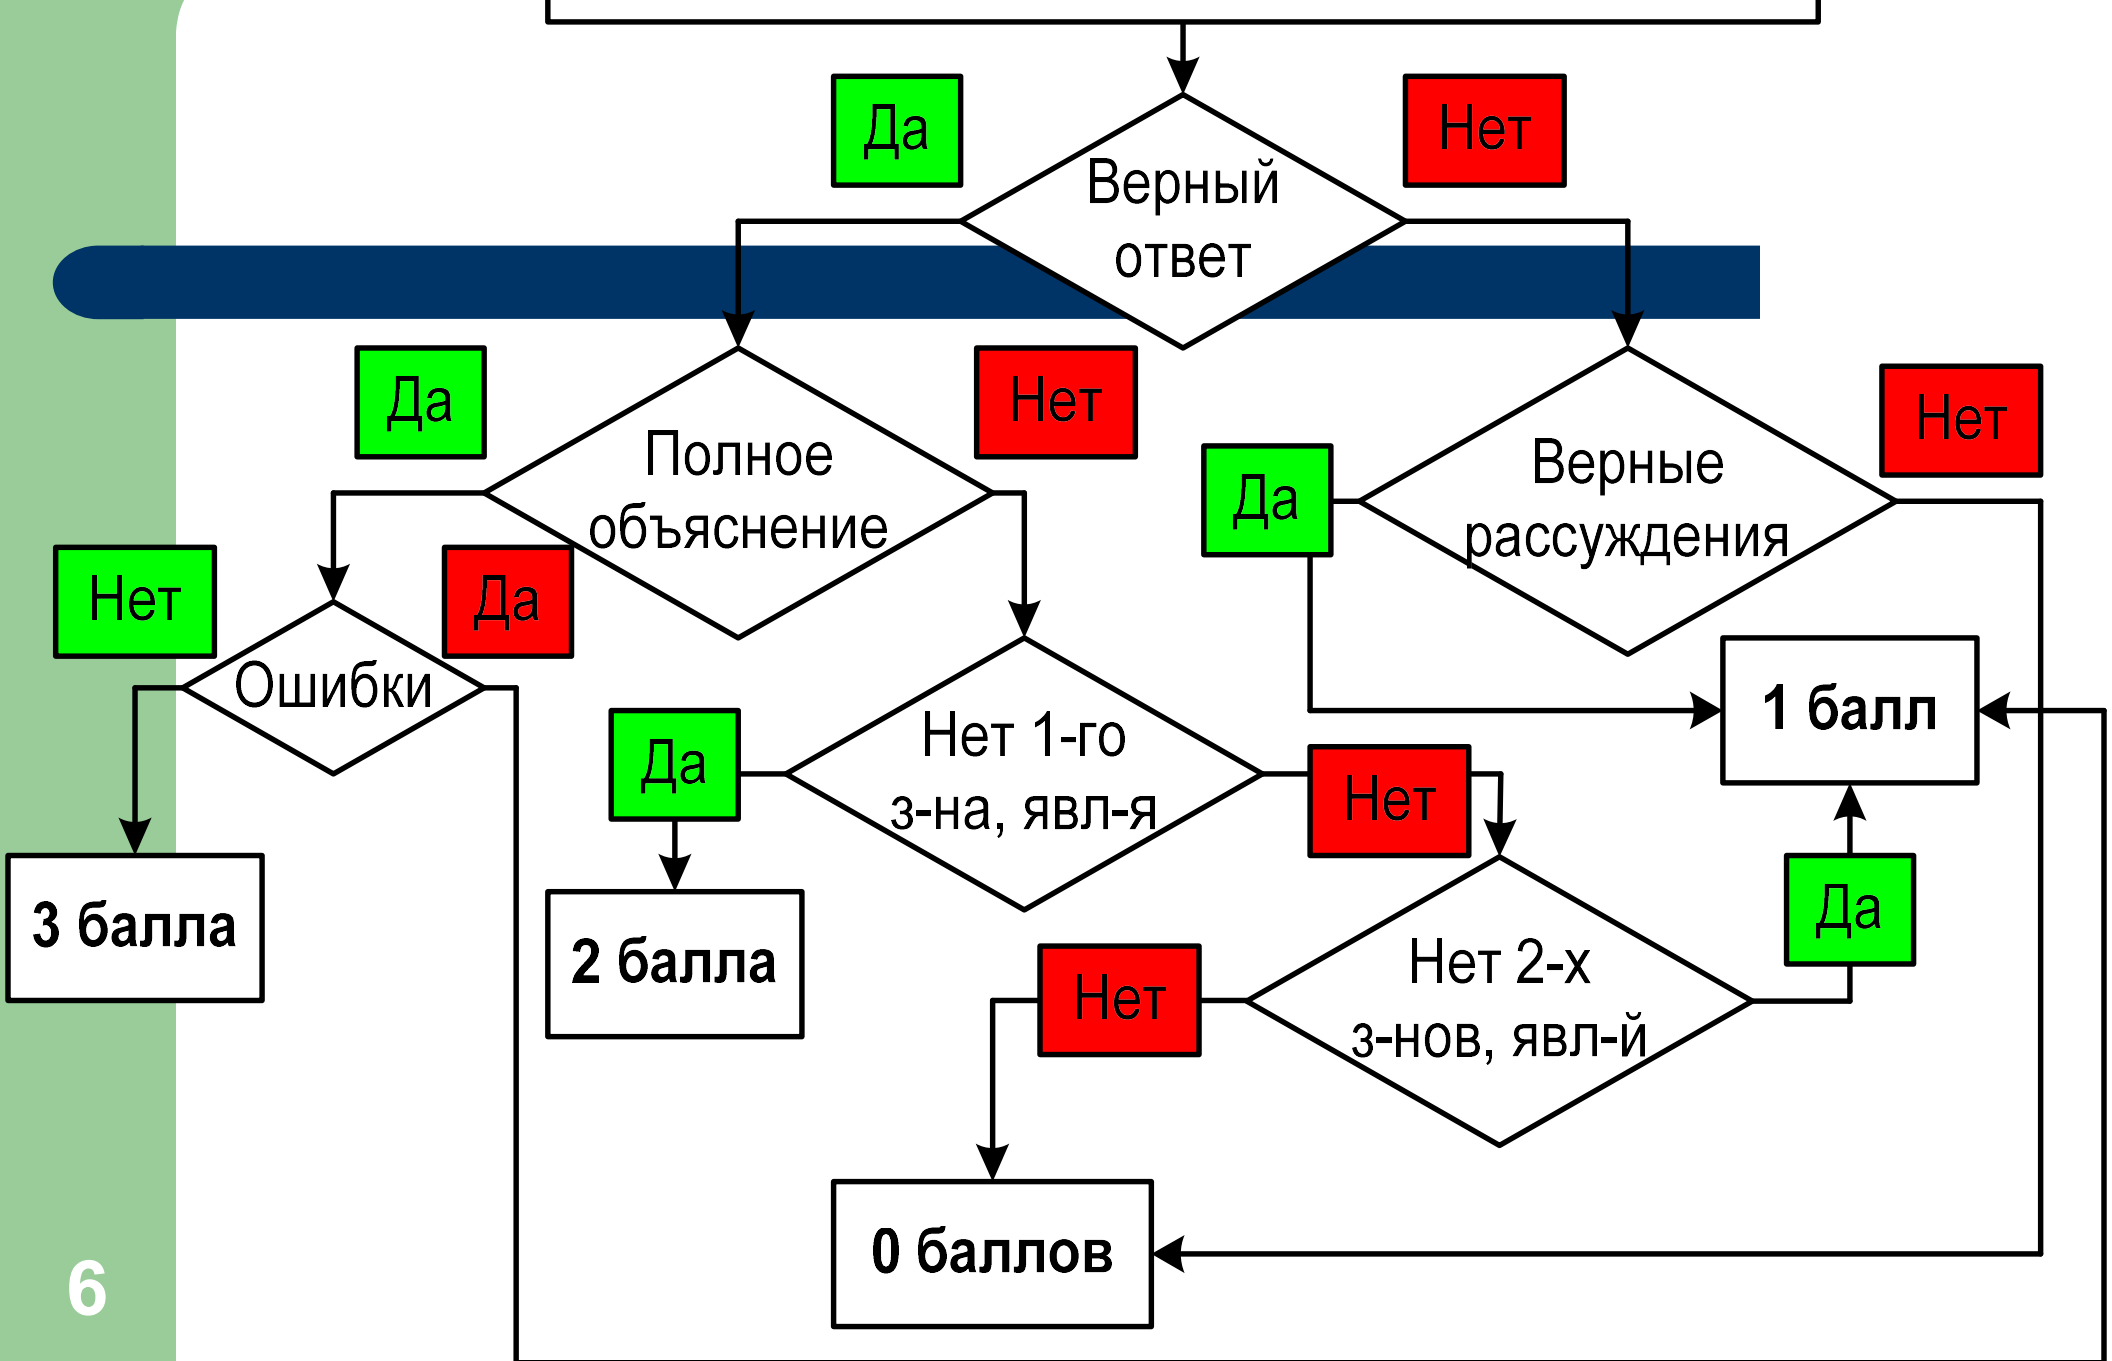 Да
Нет
Верный
ответ
Да
Нет
Нет
Полное
объяснение
Да
Верные
рассуждения
Нет
Да
Ошибки
1 балл
Да
Нет 1-го
з-на, явл-я
Нет
3 балла
2 балла
Да
Нет
Нет 2-х
з-нов, явл-й
0 баллов
6